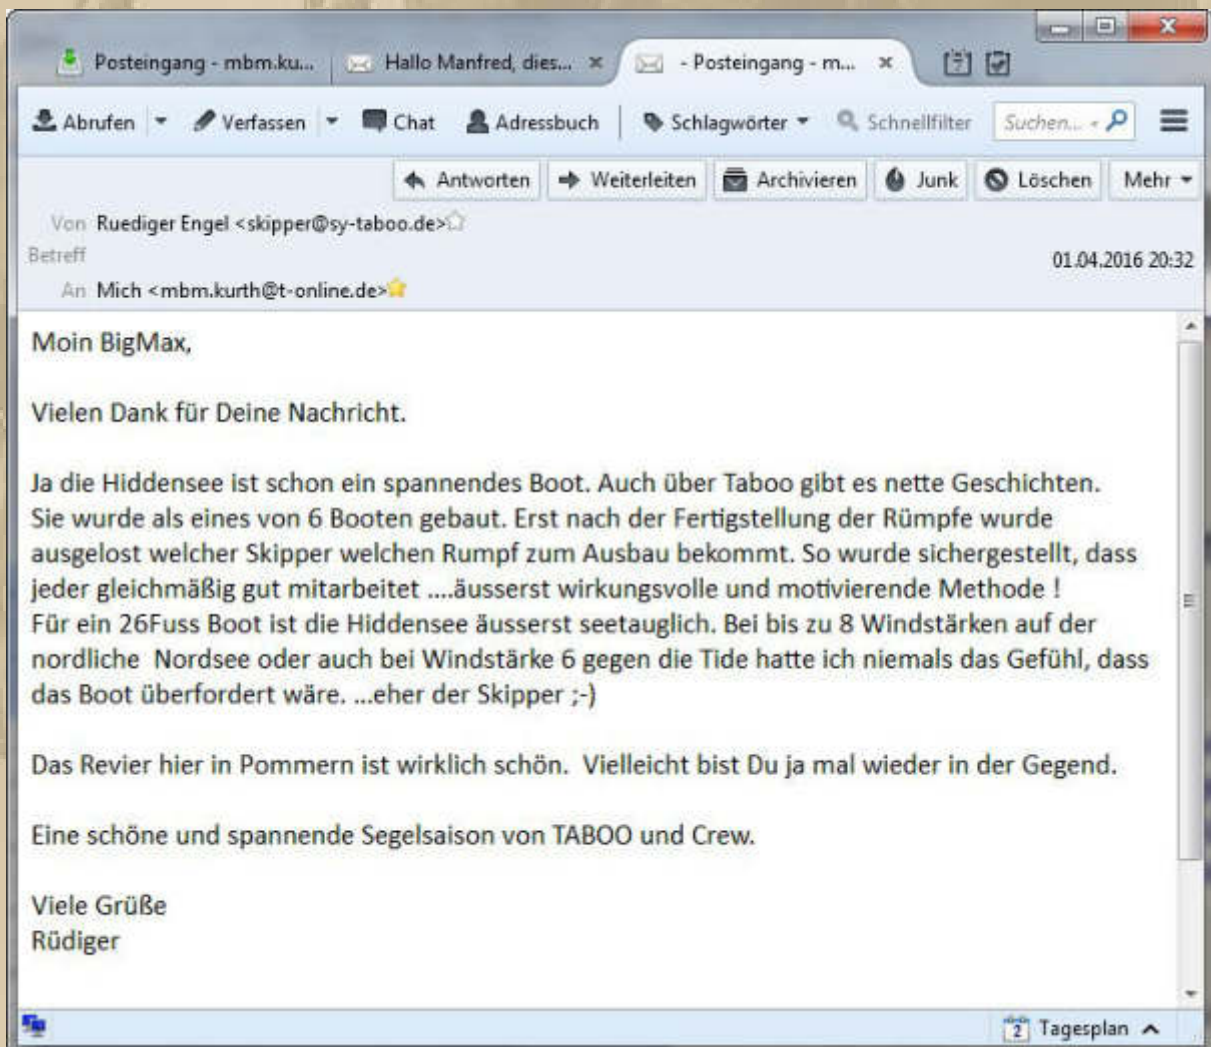 Posteingang - mbm.ku... Hallo Manfred, dies... - Posteingang - m...
Abrufen Verfassen Chat Adressbuch Schlagwörter Schnellfilter Suchen...
Antworten Weiterleiten Archivieren Junk Löschen Mehr
Von Ruediger Engel <skipper@sy-taboo.de>
Betreff
01.04.2016 20:32
An Mich <mbm.kurth@t-online.de>
Moin BigMax,
Vielen Dank für Deine Nachricht.
Ja die Hiddensee ist schon ein spannendes Boot. Auch über Taboo gibt es nette Geschichten.
Sie wurde als eines von 6 Booten gebaut. Erst nach der Fertigstellung der Rümpfe wurde
ausgelost welcher Skipper welchen Rumpf zum Ausbau bekommt. So wurde sichergestellt, dass
jeder gleichmäßig gut mitarbeitet ....äusserst wirkungsvolle und motivierende Methode !
Für ein 26Fuss Boot ist die Hiddensee äusserst seetauglich. Bei bis zu 8 Windstärken auf der
nordliche  Nordsee oder auch bei Windstärke 6 gegen die Tide hatte ich niemals das Gefühl, dass
das Boot überfordert wäre. ...eher der Skipper ;-)
Das Revier hier in Pommern ist wirklich schön.  Vielleicht bist Du ja mal wieder in der Gegend.
Eine schöne und spannende Segelsaison von TABOO und Crew.
Viele Grüße
Rüdiger
2 Tagesplan